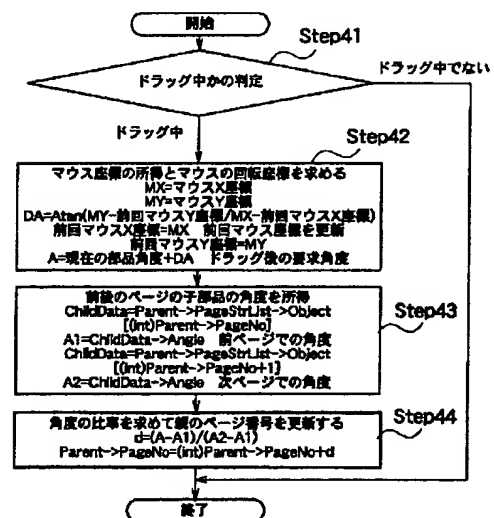 開始
Step41
ドラッグ中かの判定
ドラッグ中でない
ドラッグ中
Step42
マウス座標の所得とマウスの回転座標を求める
MX=マウスX座標
MY=マウスY座標
DA=Atan(MY-前回マウスY座標/MX-前回マウスX座標)
前回マウスX座標=MX 前回マウス座標を更新
前回マウスY座標=MY
A=現在の部品角度+DA ドラッグ後の要求角度
Step43
前後のページの子部品の角度を所得
ChildData=Parent->PageStrList->Object
[(int)Parent->PageNo]
A1=ChildData->Angle 前ページでの角度
ChildData=Parent->PageStrList->Object
[(int)Parent->PageNo+1]
A2=ChildData->Angle 次ページでの角度
Step44
角度の比率を求めて親のページ番号を更新する
d=(A-A1)/(A2-A1)
Parent->PageNo=(int)Parent->PageNo+d
終了